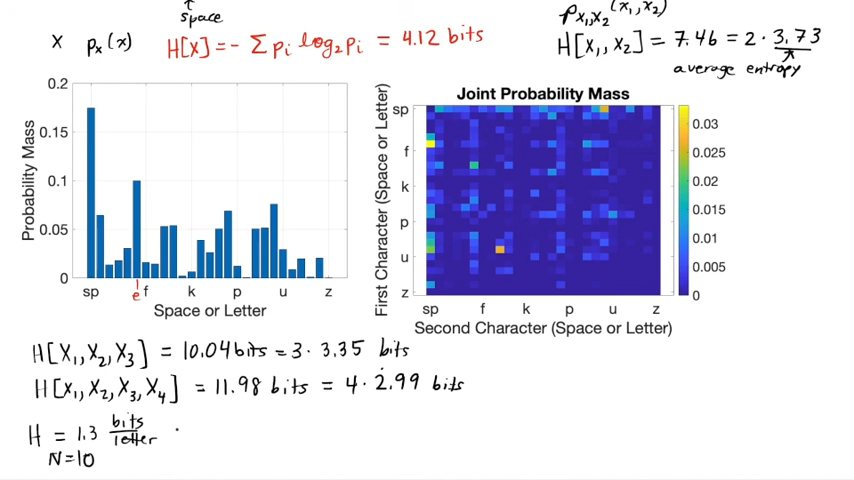 space
pX₁,X₂(x₁,x₂)
X pₓ(x) H[X] = - Σ pᵢ log₂ pᵢ = 4.12 bits
H[X₁,X₂] = 7.46 = 2 · 3.73
average entropy
0.2
0.15
0.1
0.05
0
Probability Mass
sp e f k p u z
Space or Letter
Joint Probability Mass
First Character (Space or Letter)
sp
f
k
p
u
z
sp f k p u z
Second Character (Space or Letter)
0.03
0.025
0.02
0.015
0.01
0.005
0
H[X₁,X₂,X₃] = 10.04 bits = 3 · 3.35 bits
H[X₁,X₂,X₃,X₄] = 11.98 bits = 4 · 2.99 bits
H = 1.3 bits/letter
N=10